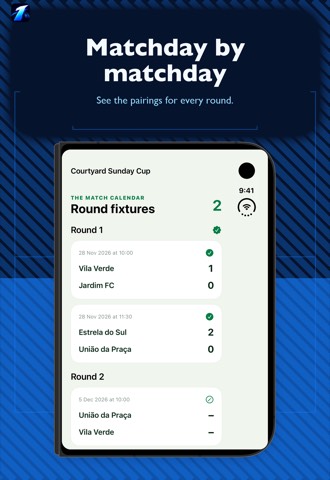 Matchday by
matchday
See the pairings for every round.
Courtyard Sunday Cup
9:41
THE MATCH CALENDAR
Round fixtures
2
Round 1
28 Nov 2026 at 10:00
Vila Verde 1
Jardim FC 0
28 Nov 2026 at 11:30
Estrela do Sul 2
União da Praça 0
Round 2
5 Dec 2026 at 10:00
União da Praça –
Vila Verde –